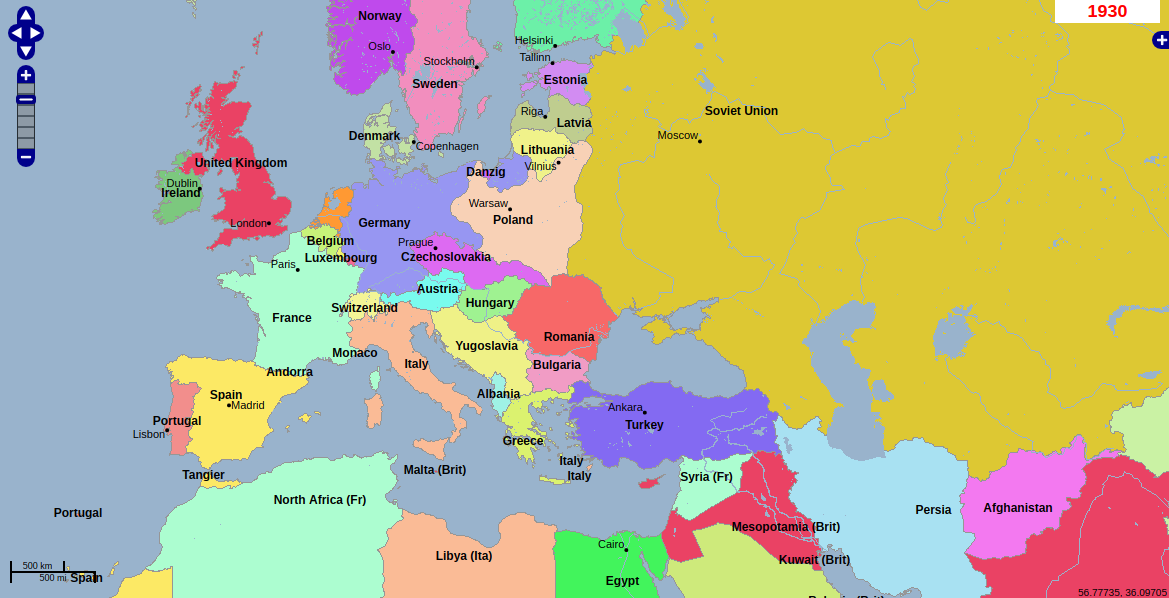 1930
Norway
Oslo
Helsinki
Stockholm
Tallinn
Estonia
Sweden
Riga
Latvia
Soviet Union
Moscow
Denmark
Copenhagen
Lithuania
Vilnius
United Kingdom
Danzig
Dublin
Ireland
Warsaw
Poland
London
Germany
Belgium
Prague
Luxembourg
Czechoslovakia
Paris
Austria
Hungary
Switzerland
France
Romania
Monaco
Yugoslavia
Italy
Bulgaria
Andorra
Spain
Madrid
Albania
Ankara
Turkey
Portugal
Lisbon
Greece
Italy
Italy
Tangier
Malta (Brit)
Syria (Fr)
North Africa (Fr)
Portugal
Persia
Afghanistan
Mesopotamia (Brit)
Libya (Ita)
Cairo
Kuwait (Brit)
Egypt
500 km
500 mi
Spain
56.77735, 36.09705